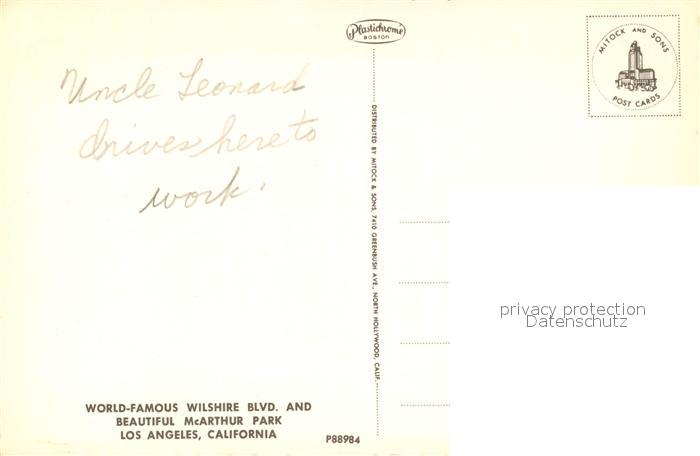 Plastichrome
BOSTON
MITOCK AND SONS
POST CARDS
Uncle Leonard
drives here to
work.
DISTRIBUTED BY MITOCK & SONS, 7410 GREENBUSH AVE., NORTH HOLLYWOOD, CALIF.
privacy protection
Datenschutz
WORLD-FAMOUS WILSHIRE BLVD. AND
BEAUTIFUL McARTHUR PARK
LOS ANGELES, CALIFORNIA
P88984